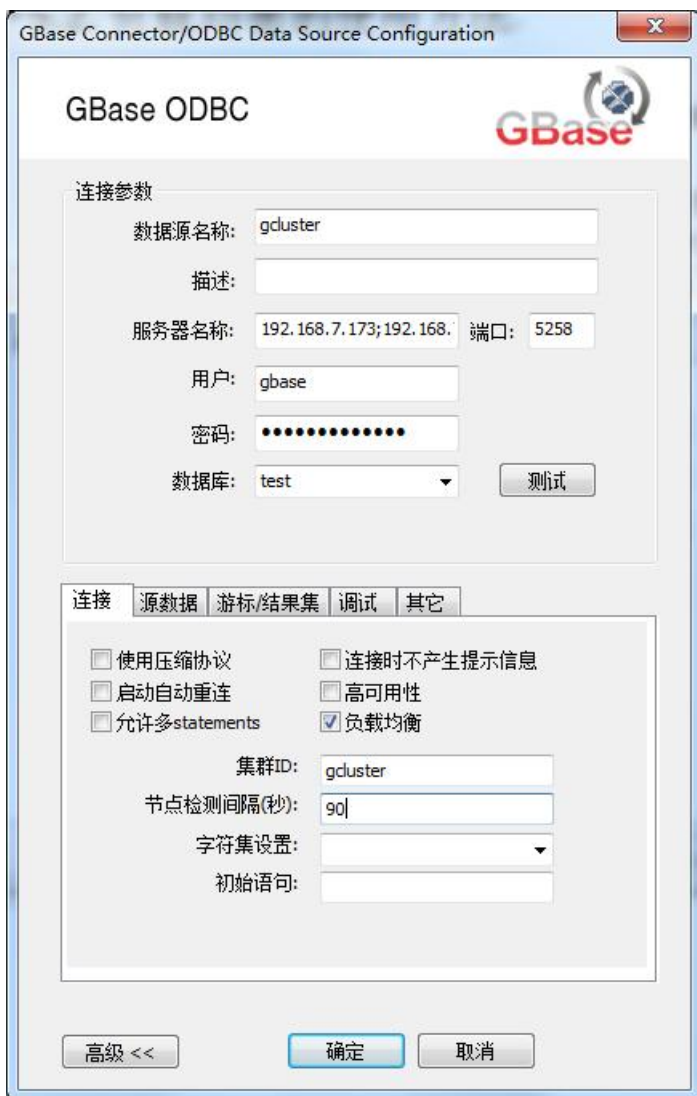 GBase Connector/ODBC Data Source Configuration
GBase ODBC
GBase
连接参数
数据源名称: gcluster
描述:
服务器名称: 192.168.7.173;192.168. 端口: 5258
用户: gbase
密码: •••••••••••••
数据库: test 测试
连接 源数据 游标/结果集 调试 其它
使用压缩协议 连接时不产生提示信息
启动自动重连 高可用性
允许多statements 负载均衡
集群ID: gcluster
节点检测间隔(秒): 90
字符集设置:
初始语句:
高级 << 确定 取消